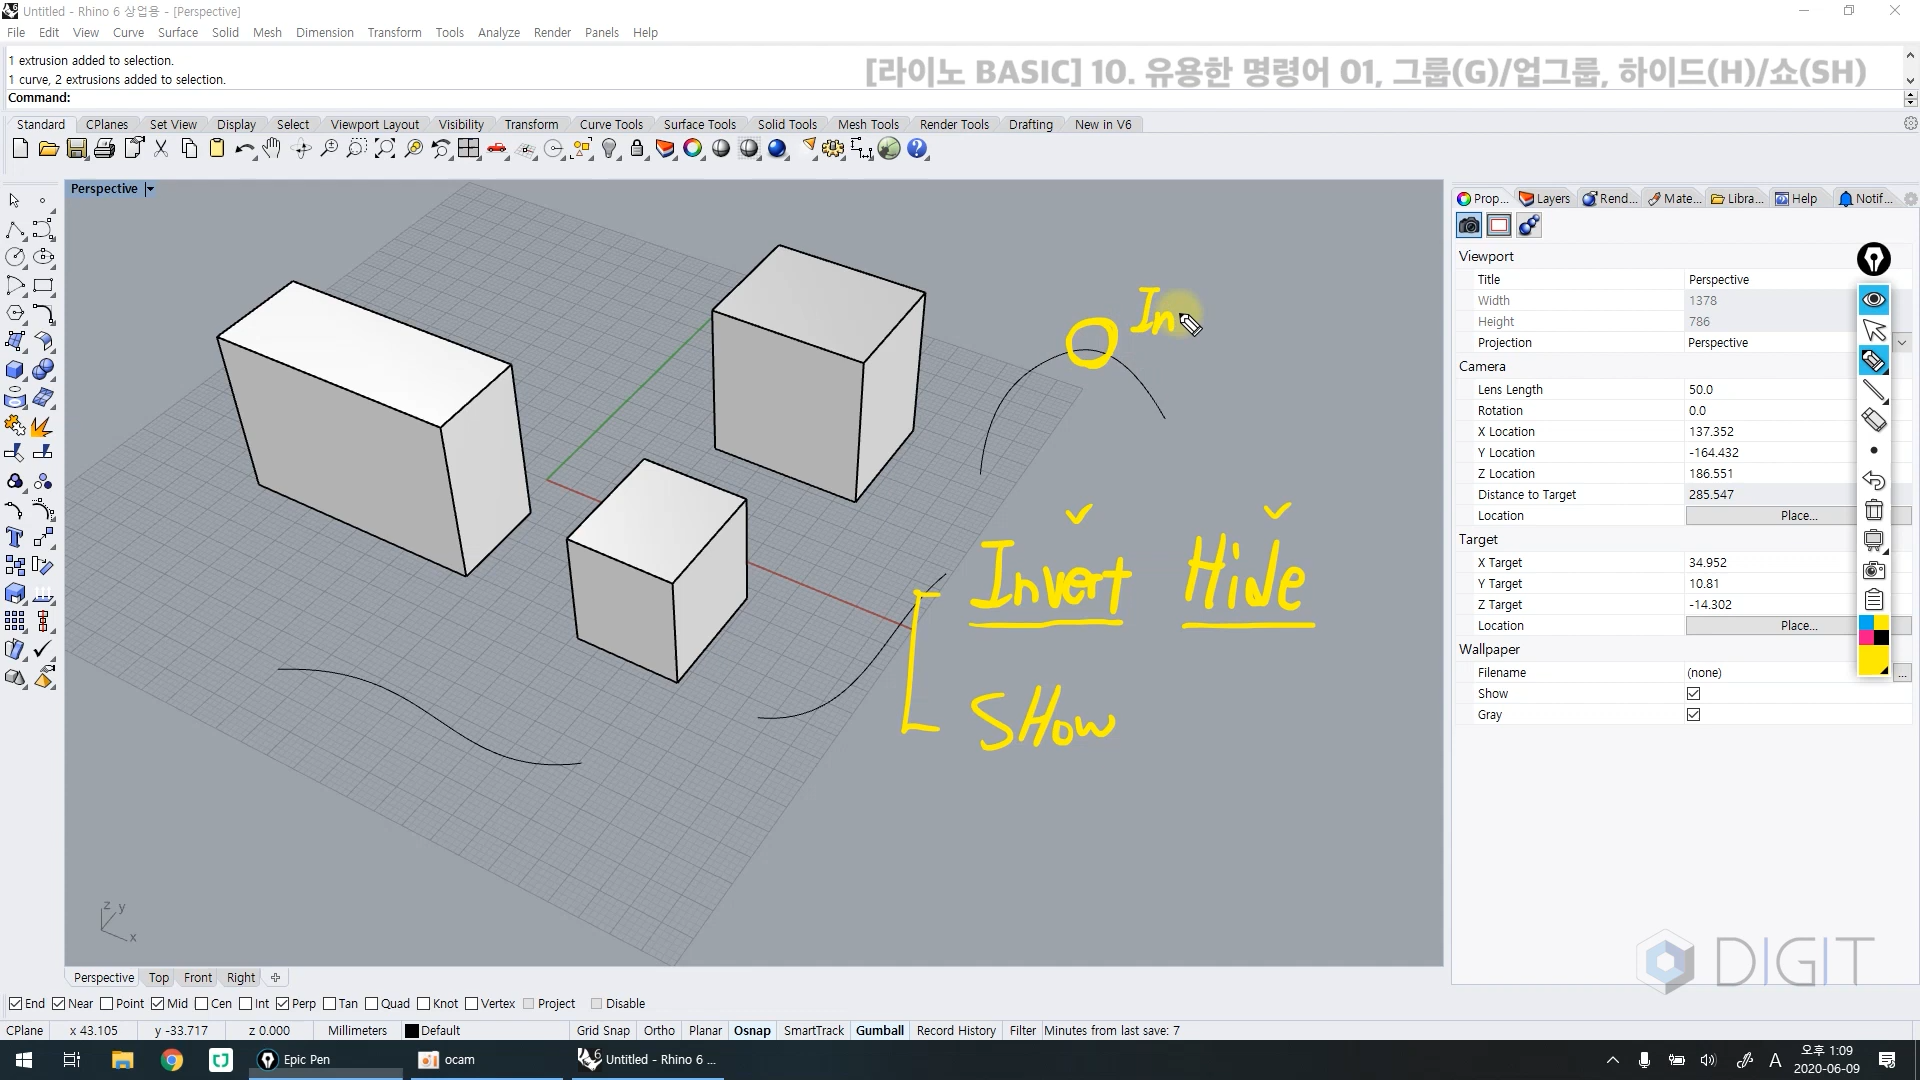 Untitled - Rhino 6 상업용 - [Perspective]
File Edit View Curve Surface Solid Mesh Dimension Transform Tools Analyze Render Panels Help
1 extrusion added to selection.
1 curve, 2 extrusions added to selection.
[라이노 BASIC] 10. 유용한 명령어 01, 그룹(G)/업그룹, 하이드(H)/쇼(SH)
Command:
Standard CPlanes Set View Display Select Viewport Layout Visibility Transform Curve Tools Surface Tools Solid Tools Mesh Tools Render Tools Drafting New in V6
Perspective
Prop... Layers Rend... Mate... Libra... Help Notif...
Viewport
Title Perspective
Width 1378
Height 786
Projection Perspective
Camera
Lens Length 50.0
Rotation 0.0
X Location 137.352
Y Location -164.432
Z Location 186.551
Distance to Target 285.547
Location Place...
Target
X Target 34.952
Y Target 10.81
Z Target -14.302
Location Place...
Wallpaper
Filename (none) ...
Show
Gray
In
Invert Hide
SHow
z y
x
DIGIT
Perspective Top Front Right
End Near Point Mid Cen Int Perp Tan Quad Knot Vertex Project Disable
CPlane x 43.105 y -33.717 z 0.000 Millimeters Default Grid Snap Ortho Planar Osnap SmartTrack Gumball Record History Filter Minutes from last save: 7
Epic Pen ocam Untitled - Rhino 6 ... A 오후 1:09
2020-06-09